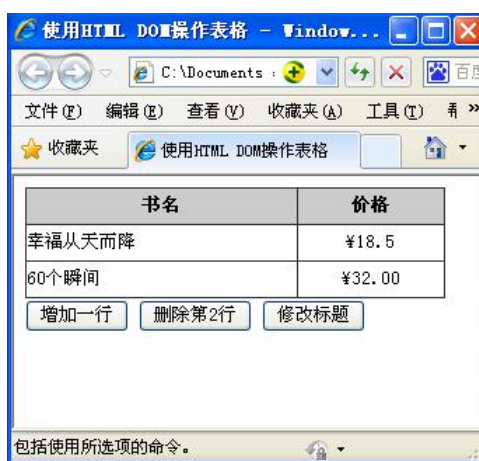 使用HTML DOM操作表格 - Window...
C:\Documents
百度
文件(F) 编辑(E) 查看(V) 收藏夹(A) 工具(T) »
收藏夹 使用HTML DOM操作表格
书名 价格
幸福从天而降 ¥18.5
60个瞬间 ¥32.00
增加一行 删除第2行 修改标题
包括使用所选项的命令。